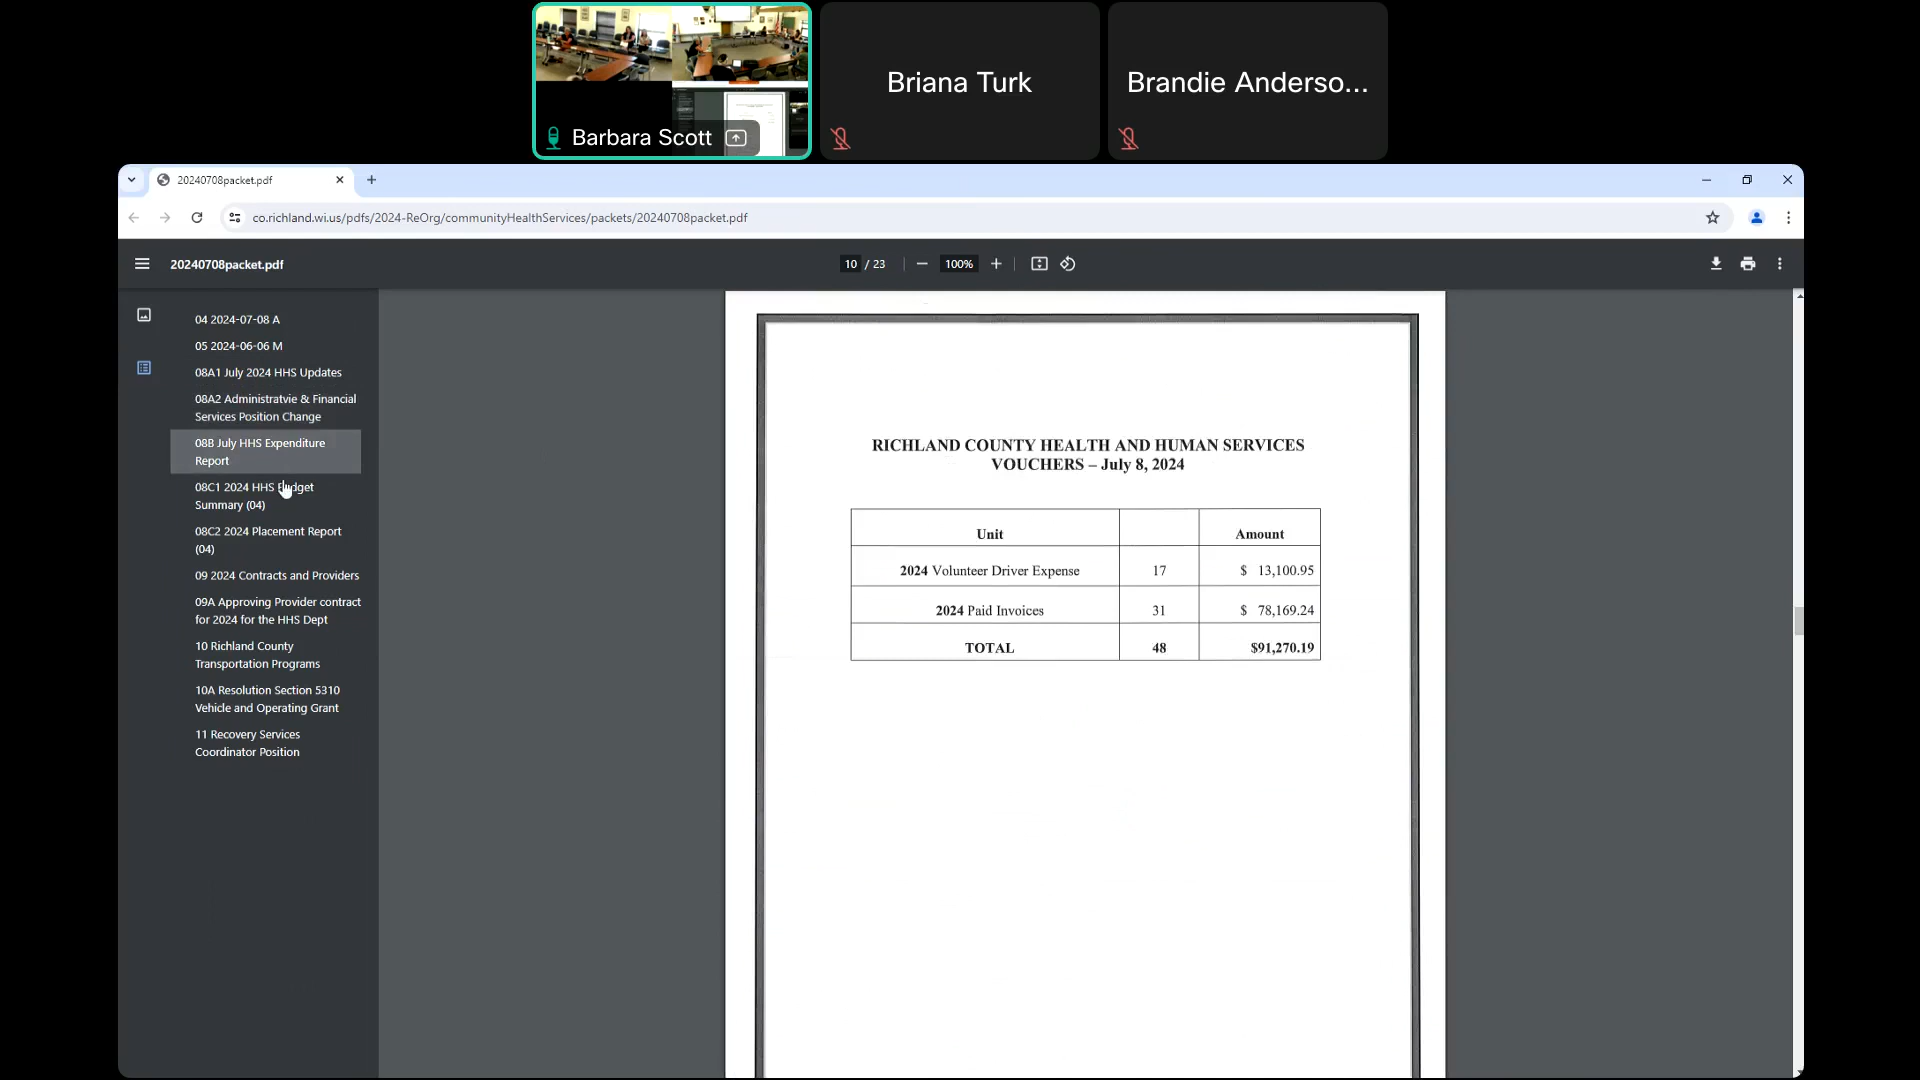 Barbara Scott
Briana Turk
Brandie Anderso...
20240708packet.pdf
co.richland.wi.us/pdfs/2024-ReOrg/communityHealthServices/packets/20240708packet.pdf
20240708packet.pdf
10 / 23
100%
04 2024-07-08 A
05 2024-06-06 M
08A1 July 2024 HHS Updates
08A2 Administratvie & Financial
Services Position Change
08B July HHS Expenditure
Report
08C1 2024 HHS Budget
Summary (04)
08C2 2024 Placement Report
(04)
09 2024 Contracts and Providers
09A Approving Provider contract
for 2024 for the HHS Dept
10 Richland County
Transportation Programs
10A Resolution Section 5310
Vehicle and Operating Grant
11 Recovery Services
Coordinator Position
RICHLAND COUNTY HEALTH AND HUMAN SERVICES
VOUCHERS – July 8, 2024
Unit Amount
2024 Volunteer Driver Expense 17 $ 13,100.95
2024 Paid Invoices 31 $ 78,169.24
TOTAL 48 $91,270.19